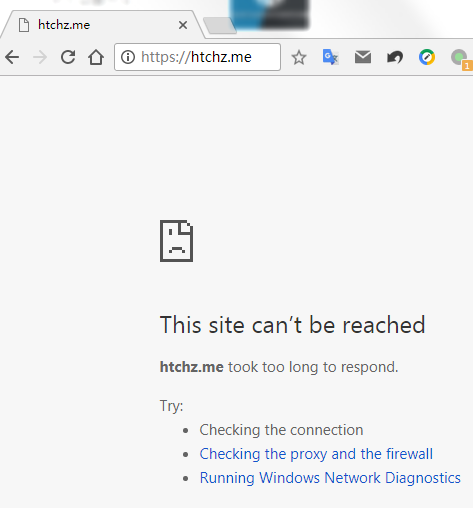 htchz.me
https://htchz.me
1
This site can't be reached
htchz.me took too long to respond.
Try:
Checking the connection
Checking the proxy and the firewall
Running Windows Network Diagnostics